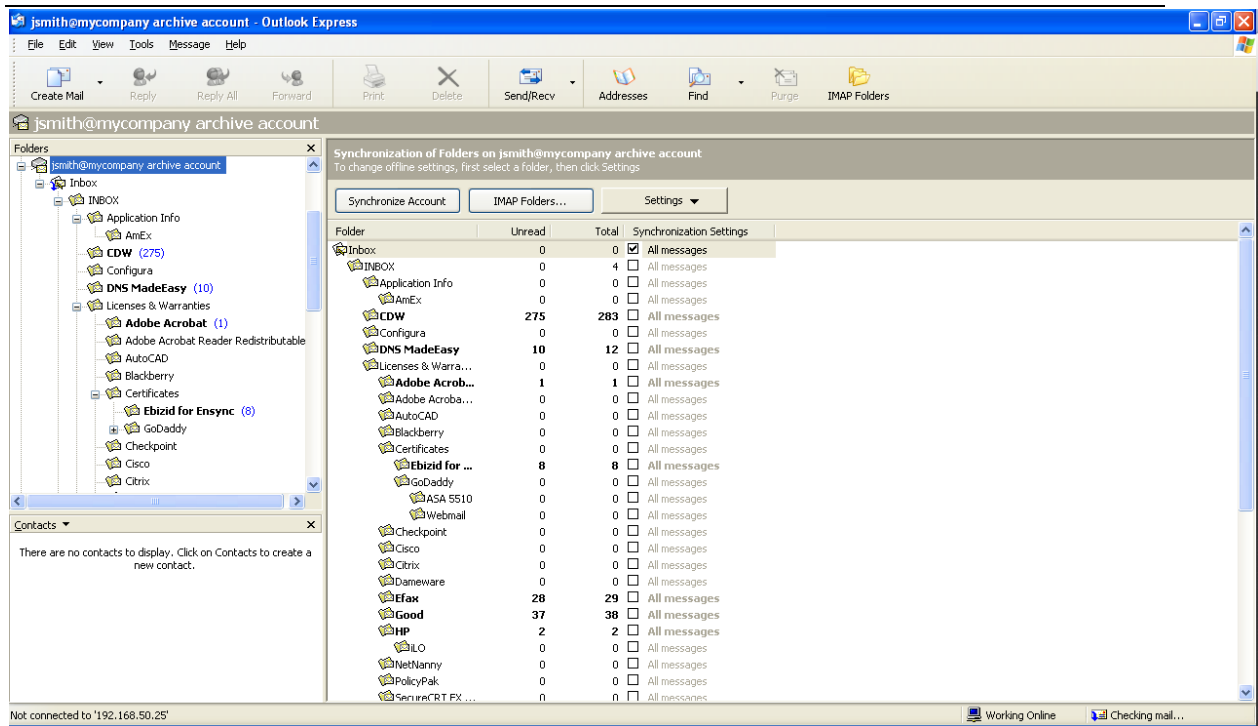 jsmith@mycompany archive account - Outlook Express
File Edit View Tools Message Help
Create Mail Reply Reply All Forward Print Delete Send/Recv Addresses Find Purge IMAP Folders
jsmith@mycompany archive account
Folders
jsmith@mycompany archive account
Inbox
INBOX
Application Info
AmEx
CDW (275)
Configura
DNS MadeEasy (10)
Licenses & Warranties
Adobe Acrobat (1)
Adobe Acrobat Reader Redistributable
AutoCAD
Blackberry
Certificates
Ebizid for Ensync (8)
GoDaddy
Checkpoint
Cisco
Citrix
Contacts
There are no contacts to display. Click on Contacts to create a
new contact.
Synchronization of Folders on jsmith@mycompany archive account
To change offline settings, first select a folder, then click Settings
Synchronize Account IMAP Folders... Settings
Folder Unread Total Synchronization Settings
Inbox 0 0 All messages
INBOX 0 4 All messages
Application Info 0 0 All messages
AmEx 0 0 All messages
CDW 275 283 All messages
Configura 0 0 All messages
DNS MadeEasy 10 12 All messages
Licenses & Warra... 0 0 All messages
Adobe Acrob... 1 1 All messages
Adobe Acroba... 0 0 All messages
AutoCAD 0 0 All messages
Blackberry 0 0 All messages
Certificates 0 0 All messages
Ebizid for ... 8 8 All messages
GoDaddy 0 0 All messages
ASA 5510 0 0 All messages
Webmail 0 0 All messages
Checkpoint 0 0 All messages
Cisco 0 0 All messages
Citrix 0 0 All messages
Dameware 0 0 All messages
Efax 28 29 All messages
Good 37 38 All messages
HP 2 2 All messages
iLO 0 0 All messages
NetNanny 0 0 All messages
PolicyPak 0 0 All messages
SecureCRT FX ... 0 0 All messages
Not connected to '192.168.50.25' Working Online Checking mail...